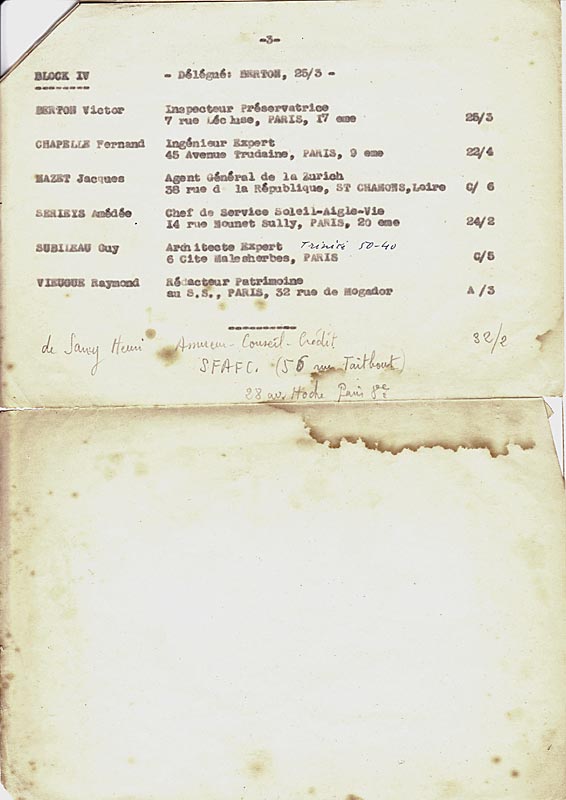 -3-
BLOCK IV - Délégué: BERTON, 25/3 -
BERTON Victor Inspecteur Préservatrice
7 rue Lécluse, PARIS, 17 eme 25/3
CHAPELLE Fernand Ingénieur Expert
45 Avenue Trudaine, PARIS, 9 eme 22/4
MAZET Jacques Agent Général de la Zurich
38 rue d la République, ST CHAMONS,Loire C/ 6
SERIEYS Amédée Chef de Service Soleil-Aigle-Vie
14 rue Mounet Sully, PARIS, 20 eme 24/2
SUBILEAU Guy Architecte Expert Trinité 50-40
6 Cite Malesherbes, PARIS C/5
VIEUGUE Raymond Rédacteur Patrimoine
au S.S., PARIS, 32 rue de Mogador A /3
de Henri Assureur-Conseil-Crédit 32/2
SFAFC. (56 rue Taitbout)
28 av. Hoche Paris 8e